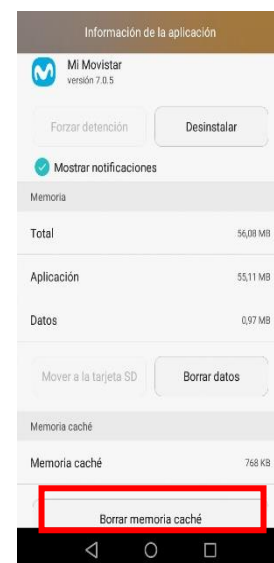 Información de la aplicación
Mi Movistar
versión 7.0.5
Forzar detención
Desinstalar
Mostrar notificaciones
Memoria
Total 56,08 MB
Aplicación 55,11 MB
Datos 0,97 MB
Mover a la tarjeta SD
Borrar datos
Memoria caché
Memoria caché 768 KB
Borrar memoria caché